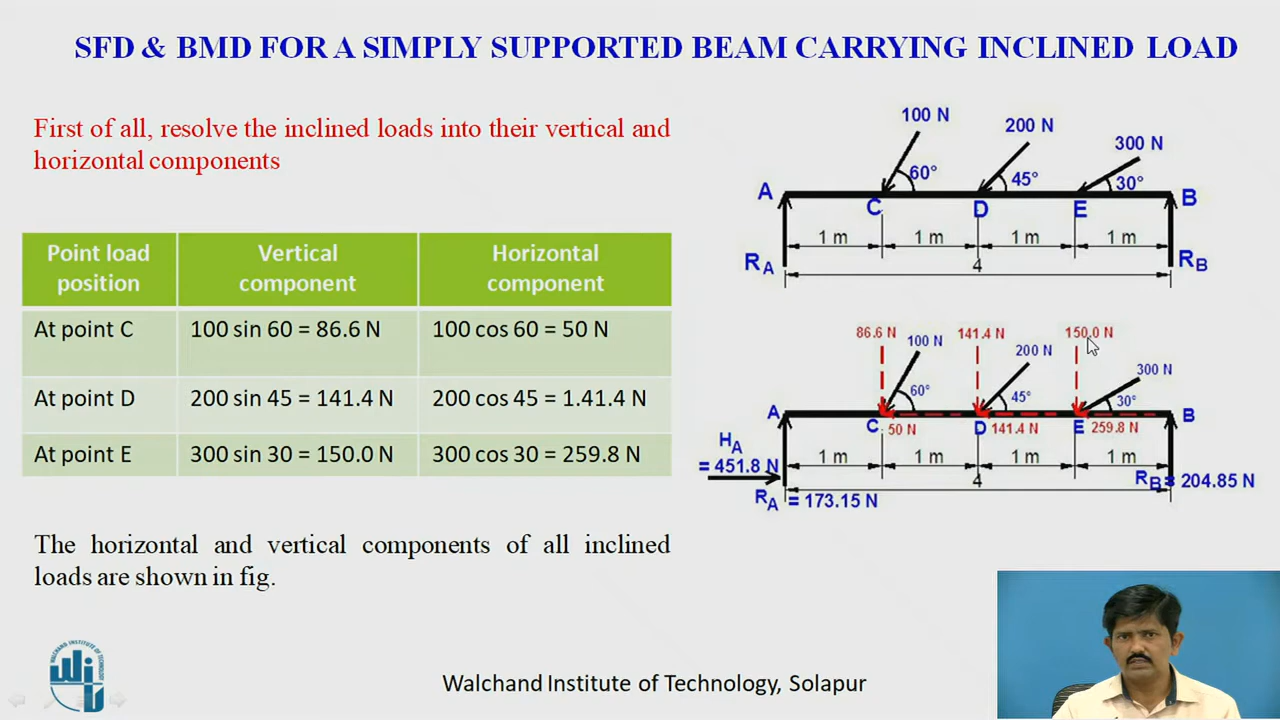 SFD & BMD FOR A SIMPLY SUPPORTED BEAM CARRYING INCLINED LOAD
First of all, resolve the inclined loads into their vertical and
horizontal components
Point load position Vertical component Horizontal component
At point C 100 sin 60 = 86.6 N 100 cos 60 = 50 N
At point D 200 sin 45 = 141.4 N 200 cos 45 = 1.41.4 N
At point E 300 sin 30 = 150.0 N 300 cos 30 = 259.8 N
The horizontal and vertical components of all inclined
loads are shown in fig.
100 N 200 N 300 N
60° 45° 30°
A C D E B
1 m 1 m 1 m 1 m
RA 4 RB
86.6 N 100 N 141.4 N 200 N 150.0 N 300 N
60° 45° 30°
A C D E B
50 N 141.4 N 259.8 N
HA
= 451.8 N
1 m 1 m 1 m 1 m
4
RA = 173.15 N
RB = 204.85 N
WALCHAND INSTITUTE OF TECHNOLOGY
WIT
Walchand Institute of Technology, Solapur